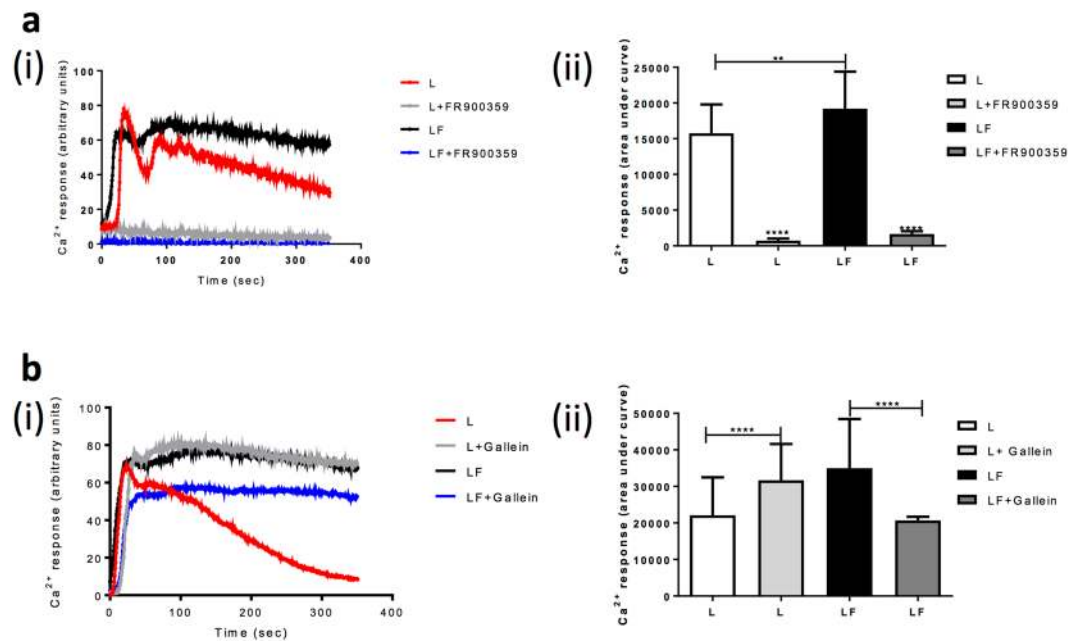 a
(i)
Ca2+ response (arbitrary units)
100
80
60
40
20
0
0 100 200 300 400
Time (sec)
L
L+FR900359
LF
LF+FR900359
(ii)
Ca2+ response (area under curve)
25000
20000
15000
10000
5000
0
**
****
****
L L LF LF
L
L+FR900359
LF
LF+FR900359
b
(i)
Ca2+ response (arbitrary units)
100
80
60
40
20
0
0 100 200 300 400
Time (sec)
L
L+Gallein
LF
LF+Gallein
(ii)
Ca2+ response (area under curve)
50000
40000
30000
20000
10000
0
****
****
L L LF LF
L
L+ Gallein
LF
LF+Gallein